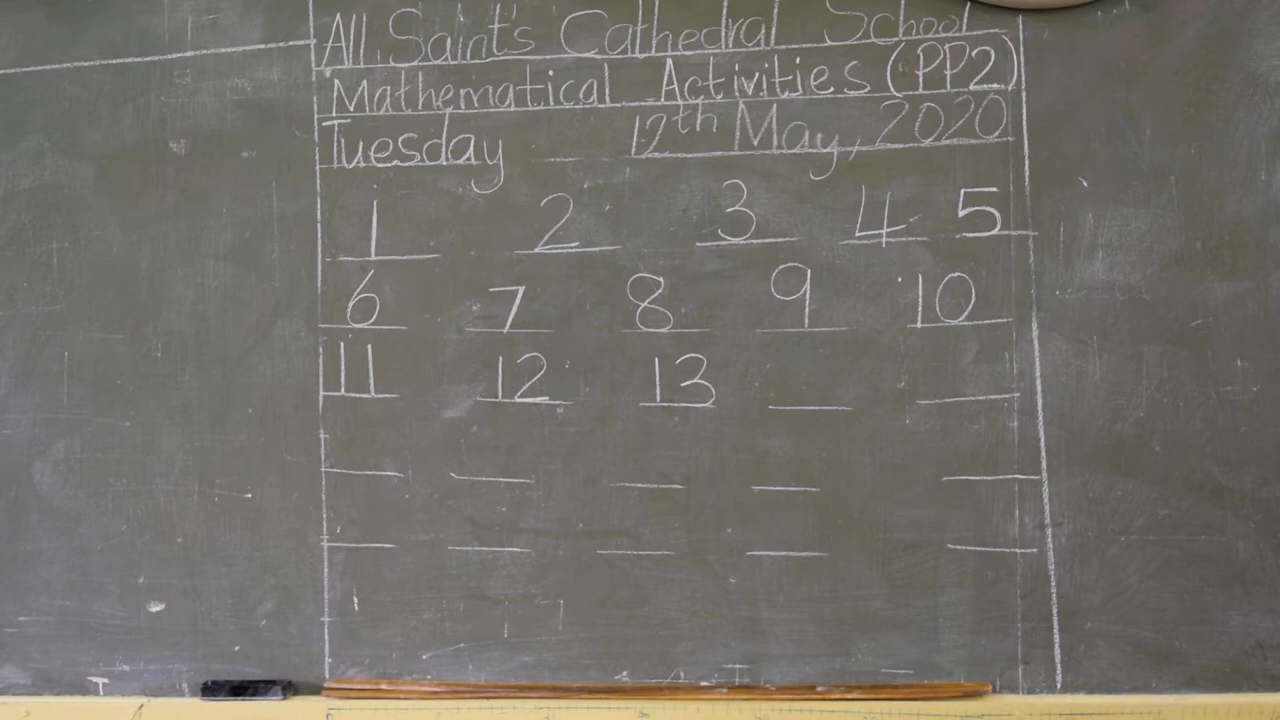 All Saint's Cathedral School
Mathematical Activities (PP2)
Tuesday 12th May, 2020
1 2 3 4 5
6 7 8 9 10
11 12 13